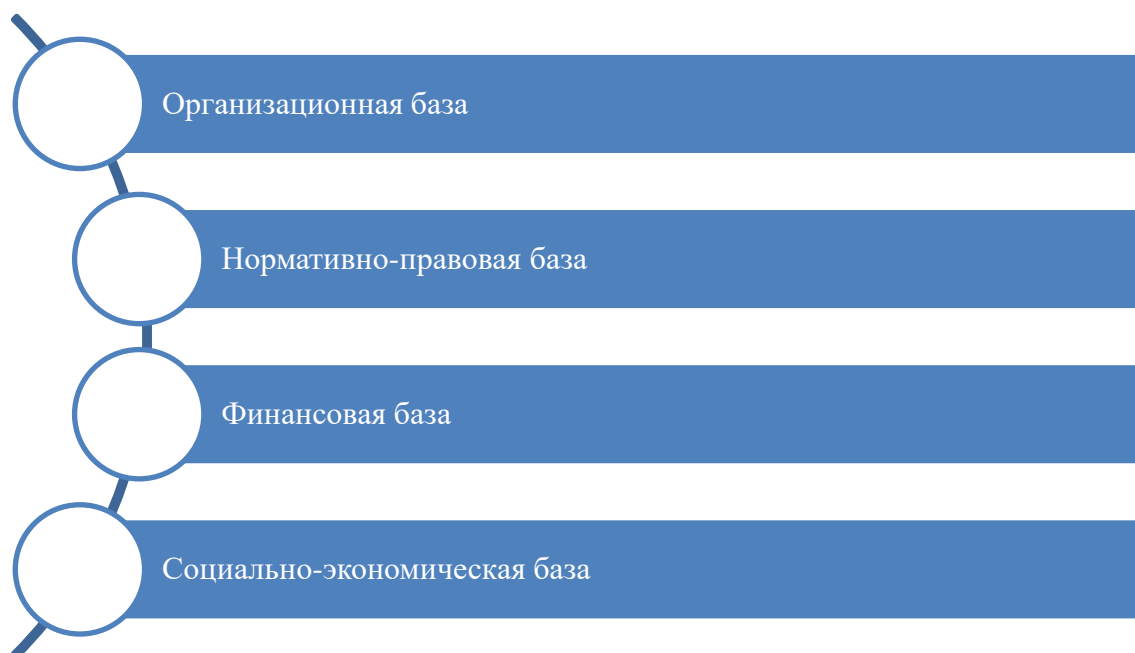 Организационная база
Нормативно-правовая база
Финансовая база
Социально-экономическая база